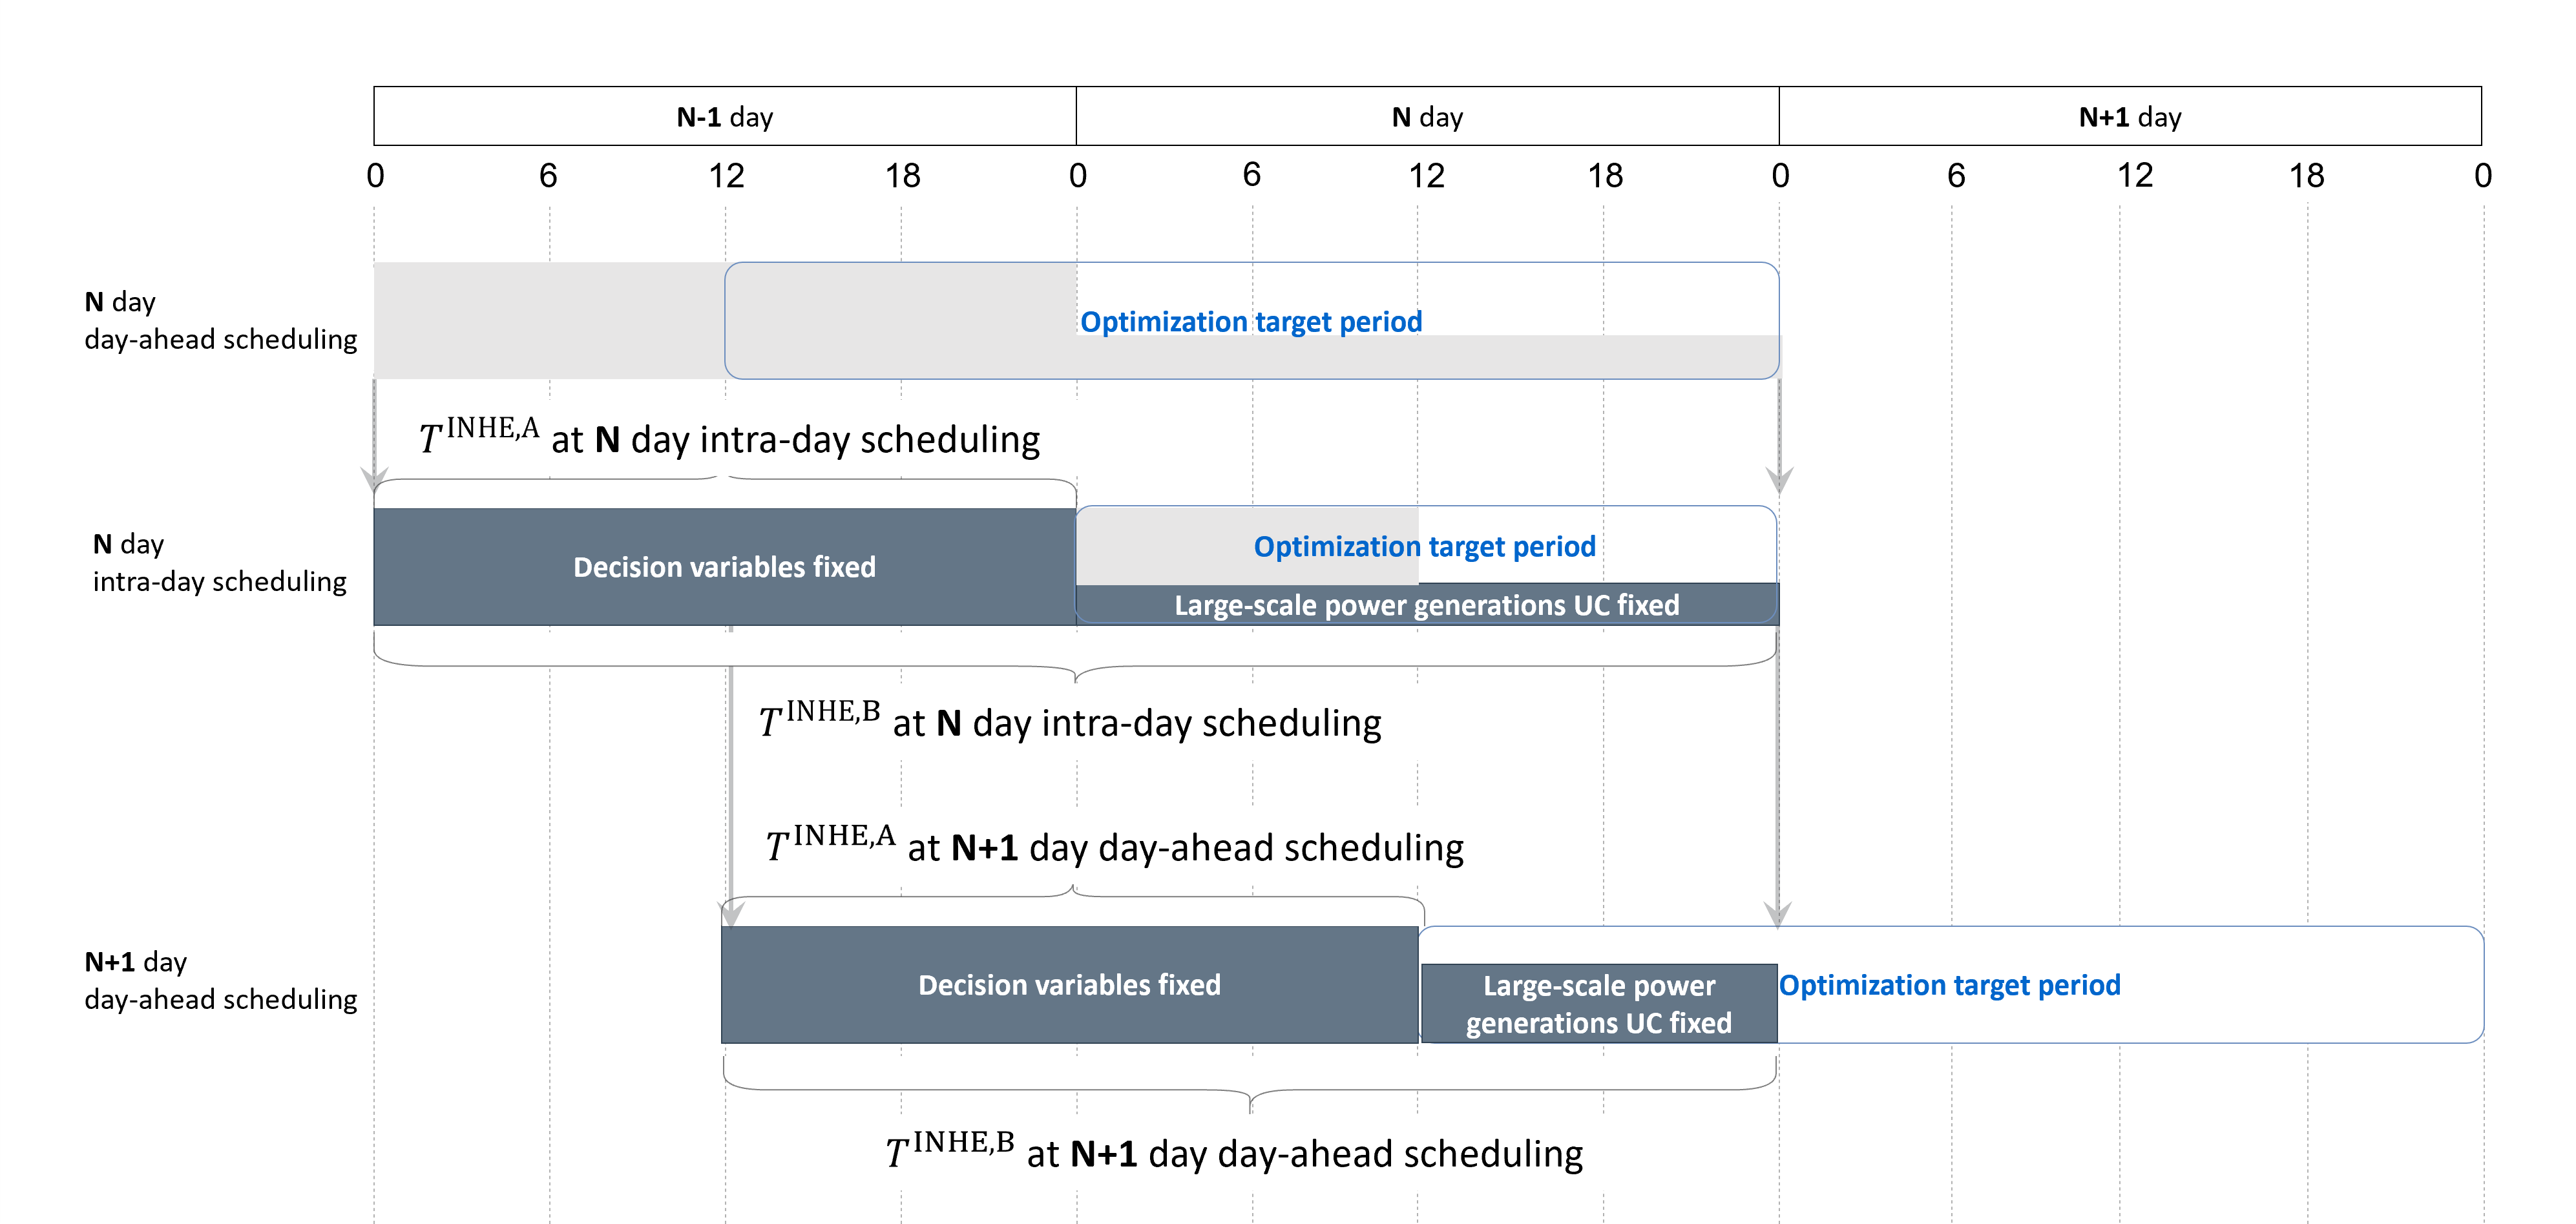 N-1 day
N day
N+1 day
0 6 12 18 0 6 12 18 0 6 12 18 0
N day
day-ahead scheduling
Optimization target period
T^INHE,A at N day intra-day scheduling
N day
intra-day scheduling
Decision variables fixed
Optimization target period
Large-scale power generations UC fixed
T^INHE,B at N day intra-day scheduling
T^INHE,A at N+1 day day-ahead scheduling
N+1 day
day-ahead scheduling
Decision variables fixed
Large-scale power
generations UC fixed
Optimization target period
T^INHE,B at N+1 day day-ahead scheduling